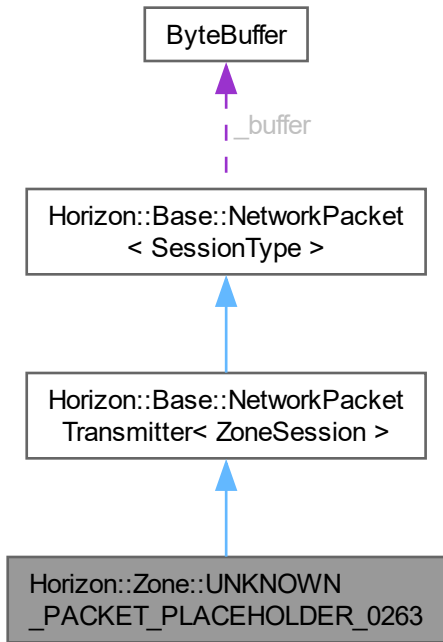 ByteBuffer
_buffer
Horizon::Base::NetworkPacket
< SessionType >
Horizon::Base::NetworkPacket
Transmitter< ZoneSession >
Horizon::Zone::UNKNOWN
_PACKET_PLACEHOLDER_0263